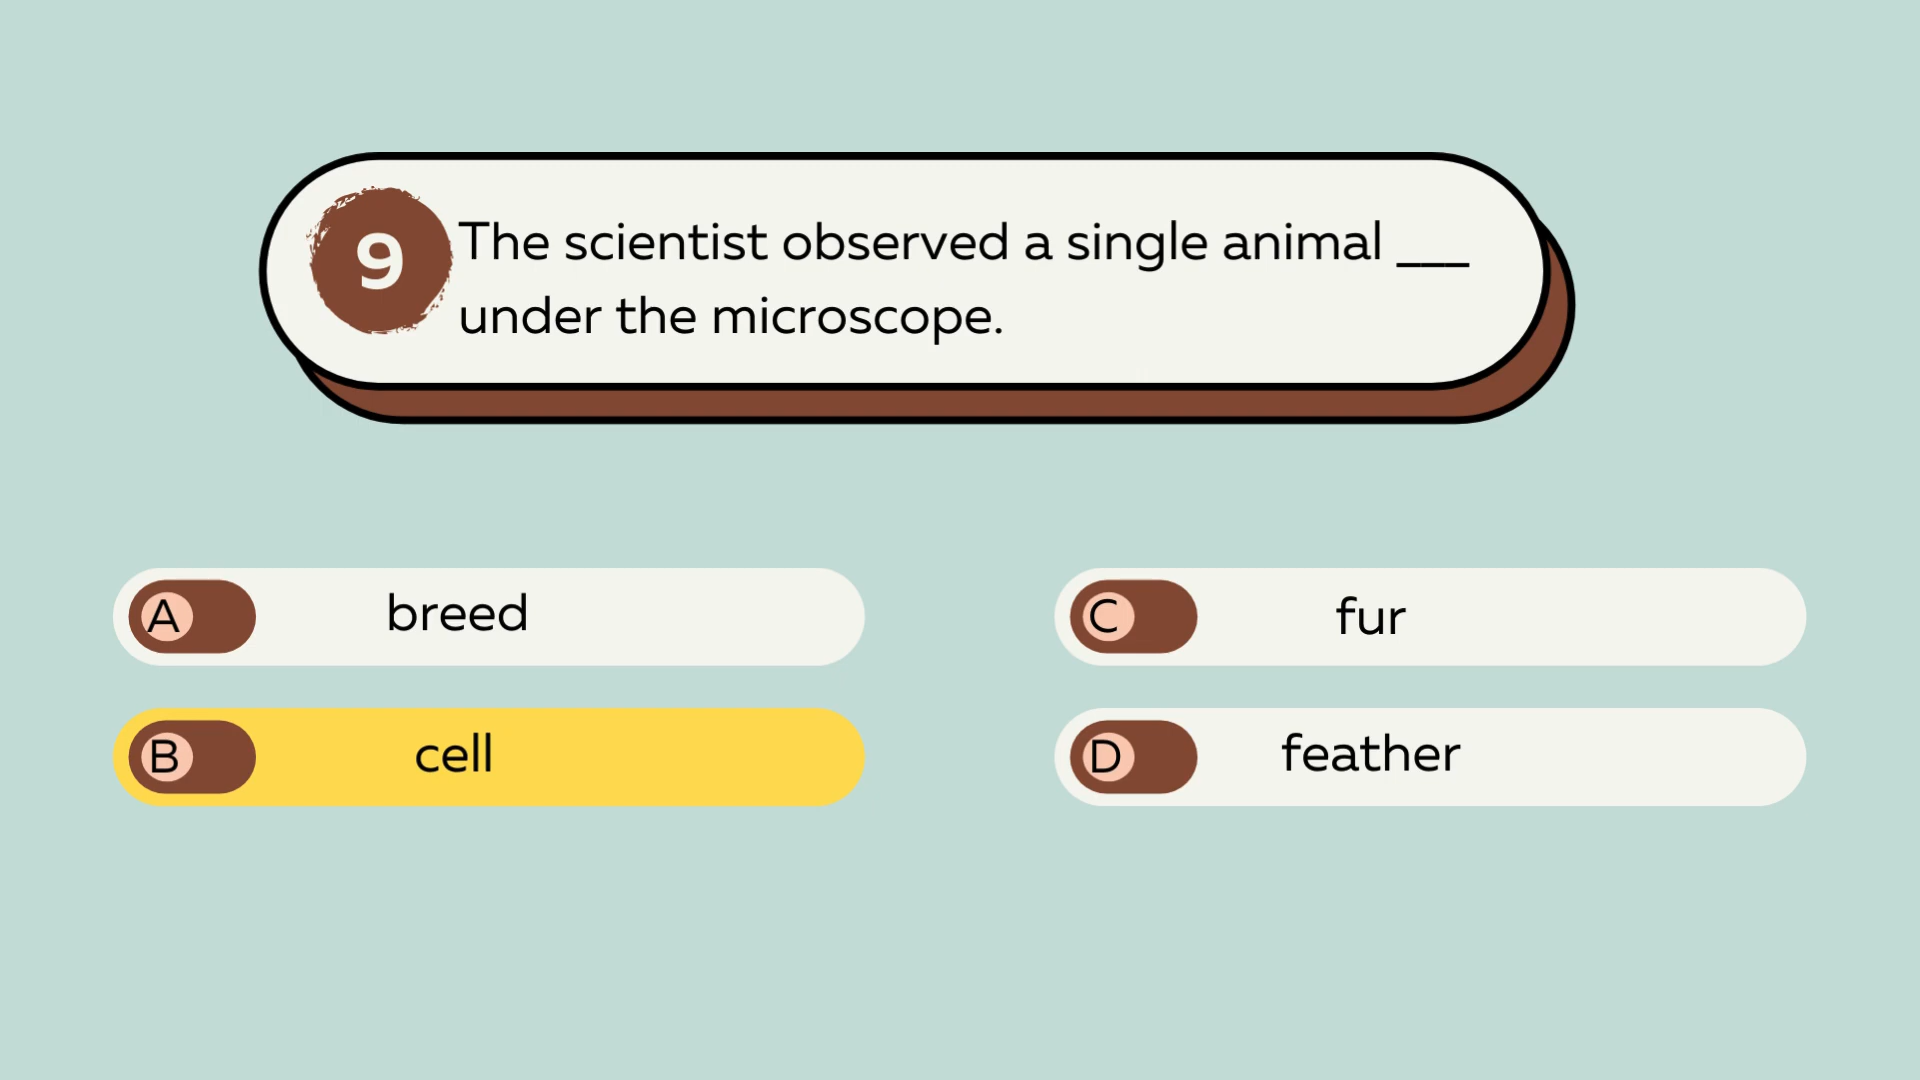 9
The scientist observed a single animal ___
under the microscope.
A breed
B cell
C fur
D feather